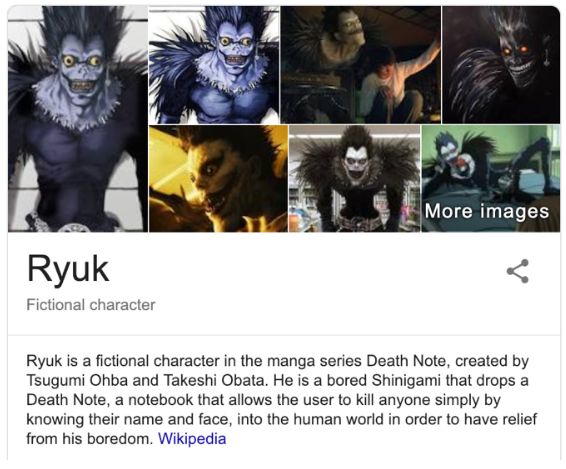 More images
Ryuk
Fictional character
Ryuk is a fictional character in the manga series Death Note, created by
Tsugumi Ohba and Takeshi Obata. He is a bored Shinigami that drops a
Death Note, a notebook that allows the user to kill anyone simply by
knowing their name and face, into the human world in order to have relief
from his boredom. Wikipedia